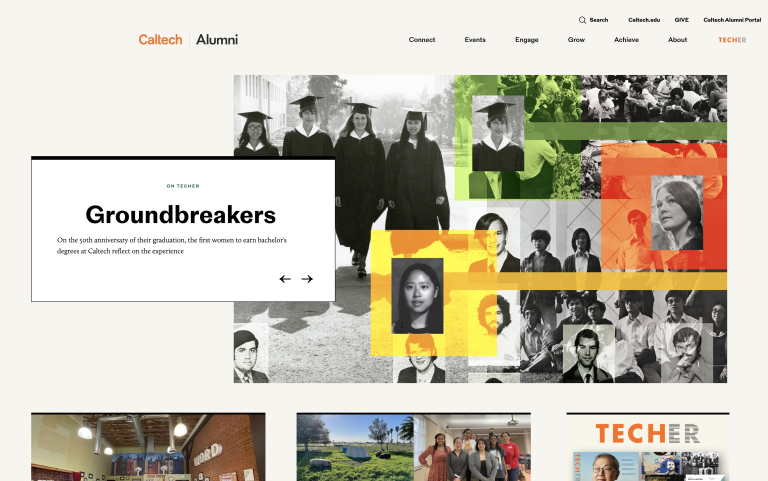 Search
Caltech.edu
GIVE
Caltech Alumni Portal
Caltech | Alumni
Connect
Events
Engage
Grow
Achieve
About
TECHER
ON TECHER
Groundbreakers
On the 50th anniversary of their graduation, the first women to earn bachelor's
degrees at Caltech reflect on the experience
WORD
TECHER
TECHER